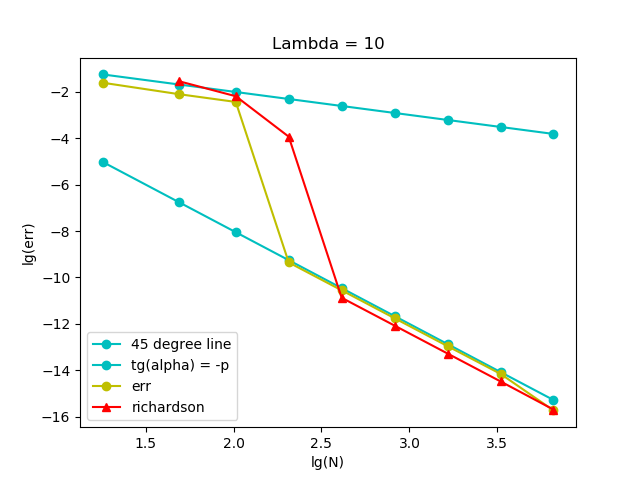 Lambda = 10
lg(err)
−2
−4
−6
−8
−10
−12
−14
−16
45 degree line
tg(alpha) = -p
err
richardson
1.5
2.0
2.5
3.0
3.5
lg(N)